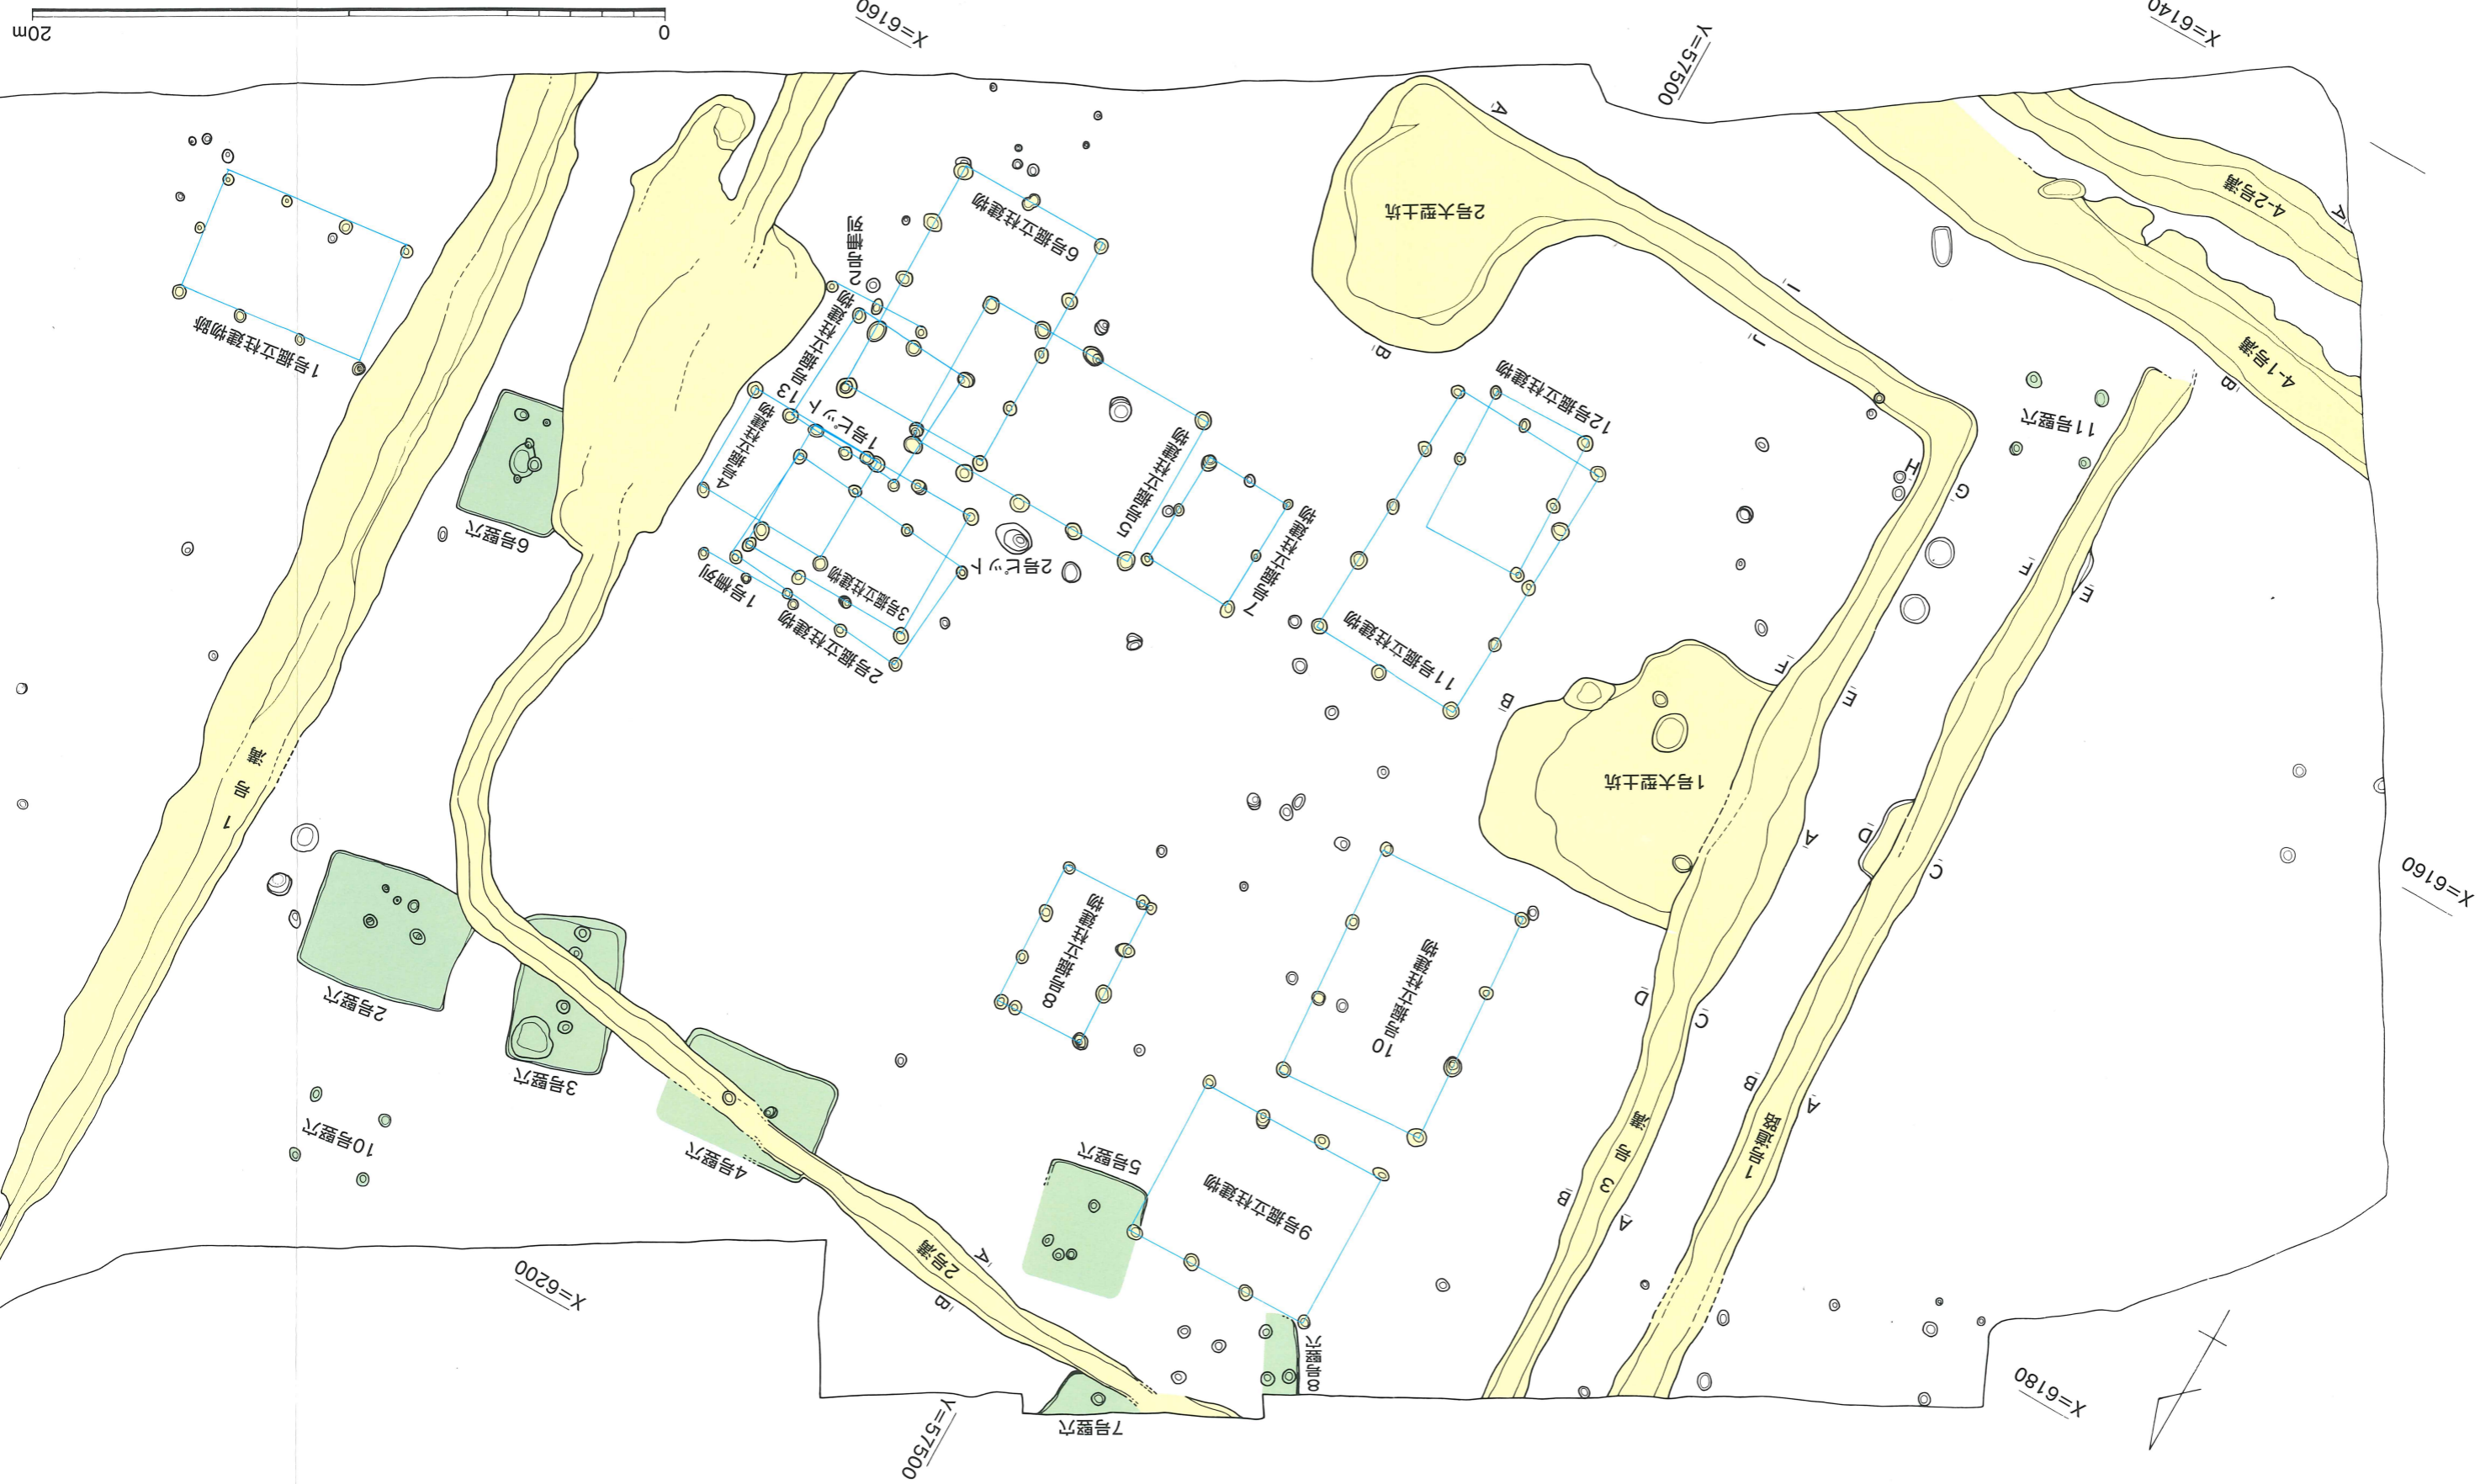 X=6180
7号竪穴
Y=57500
8号竪穴
B
2号溝
A
X=6200
9号掘立柱建物
5号竪穴
4号竪穴
10号竪穴
A
B
3号溝
A
B
1号道路
3号竪穴
2号竪穴
10号掘立柱建物
8号掘立柱建物
C
D
X=6160
C
D
A
1号大型土坑
1号溝
E
F
B
11号掘立柱建物
2号掘立柱建物
1号柵列
3号掘立柱建物
7号掘立柱建物
2号ピット
6号竪穴
E
F
G
H
5号掘立柱建物
4号掘立柱建物
1号ピット
13号掘立柱建物
12号掘立柱建物
11号竪穴
B
4-1号溝
1号掘立柱建物跡
B
J
I
2号柵列
6号掘立柱建物
2号大型土坑
4-2号溝
A
A
Y=57500
X=6140
X=6160
0
20m